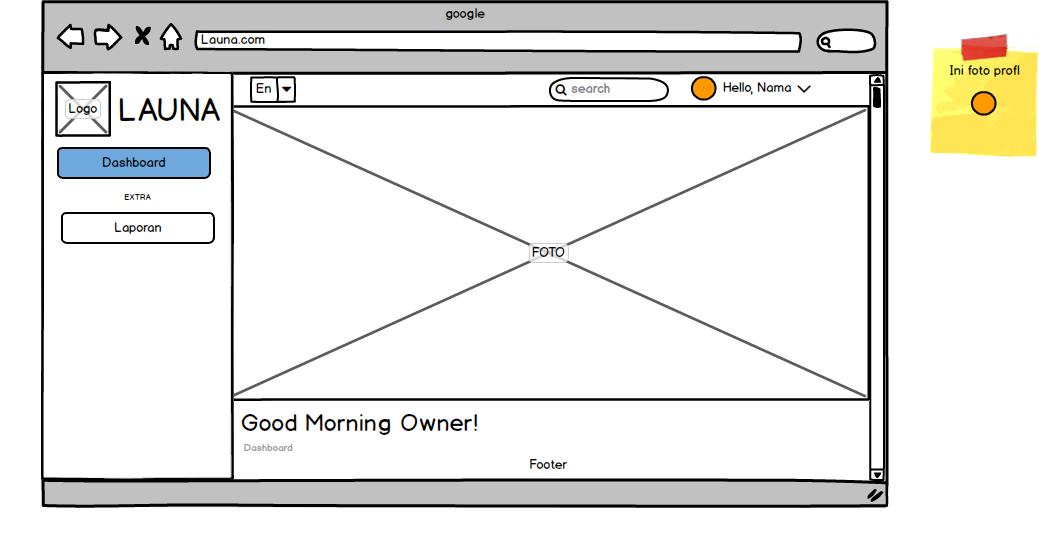 google
Launa.com
Ini foto profl
Logo
LAUNA
En
search
Hello, Nama
Dashboard
EXTRA
Laporan
FOTO
Good Morning Owner!
Dashboard
Footer